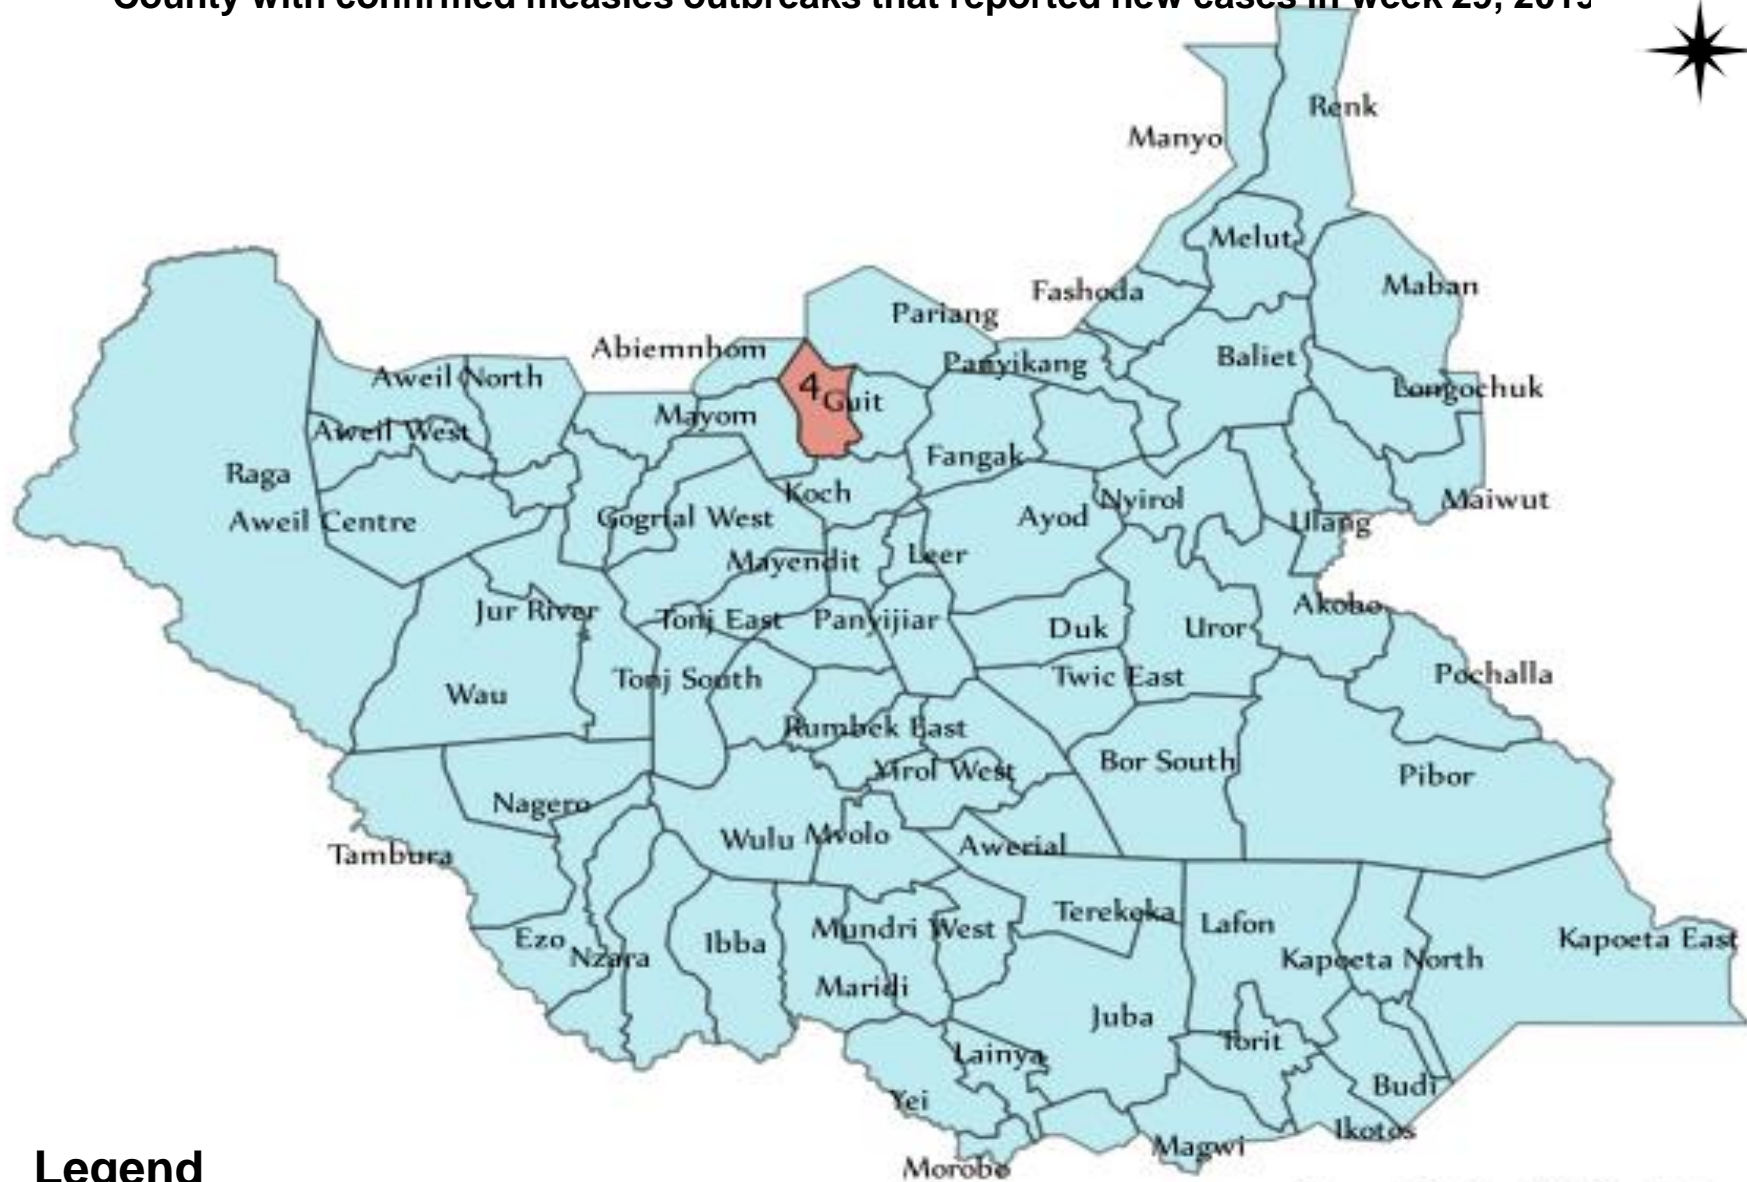 County with confirmed measles outbreaks that reported new cases in week 29, 2019
Renk
Manyo
Melut
Maban
Fashoda
Pariang
Abiemnhom
Panyikang
Baliet
Aweil North
4
Guit
Longochuk
Mayom
Aweil West
Fangak
Raga
Koch
Nyirol
Maiwut
Aweil Centre
Gogrial West
Ayod
Ulang
Mayendit
Leer
Jur River
Akobo
Tonj East
Panyijiar
Duk
Uror
Tonj South
Twic East
Pochalla
Wau
Rumbek East
Bor South
Yirol West
Pibor
Nagero
Wulu
Mvolo
Awerial
Tambura
Terekeka
Lafon
Mundri West
Ezo
Nzara
Ibba
Kapoeta North
Kapoeta East
Maridi
Juba
Torit
Lainya
Budi
Yei
Ikotos
Magwi
Morobo
Legend